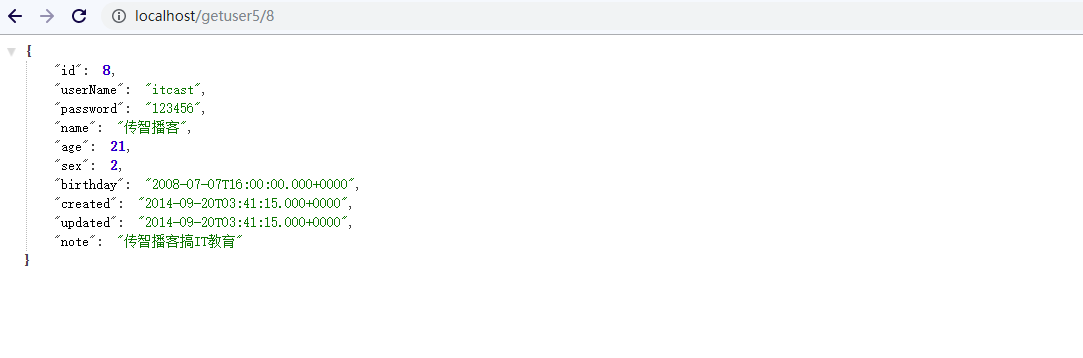 localhost/getuser5/8
{
"id": 8,
"userName": "itcast",
"password": "123456",
"name": "传智播客",
"age": 21,
"sex": 2,
"birthday": "2008-07-07T16:00:00.000+0000",
"created": "2014-09-20T03:41:15.000+0000",
"updated": "2014-09-20T03:41:15.000+0000",
"note": "传智播客搞IT教育"
}